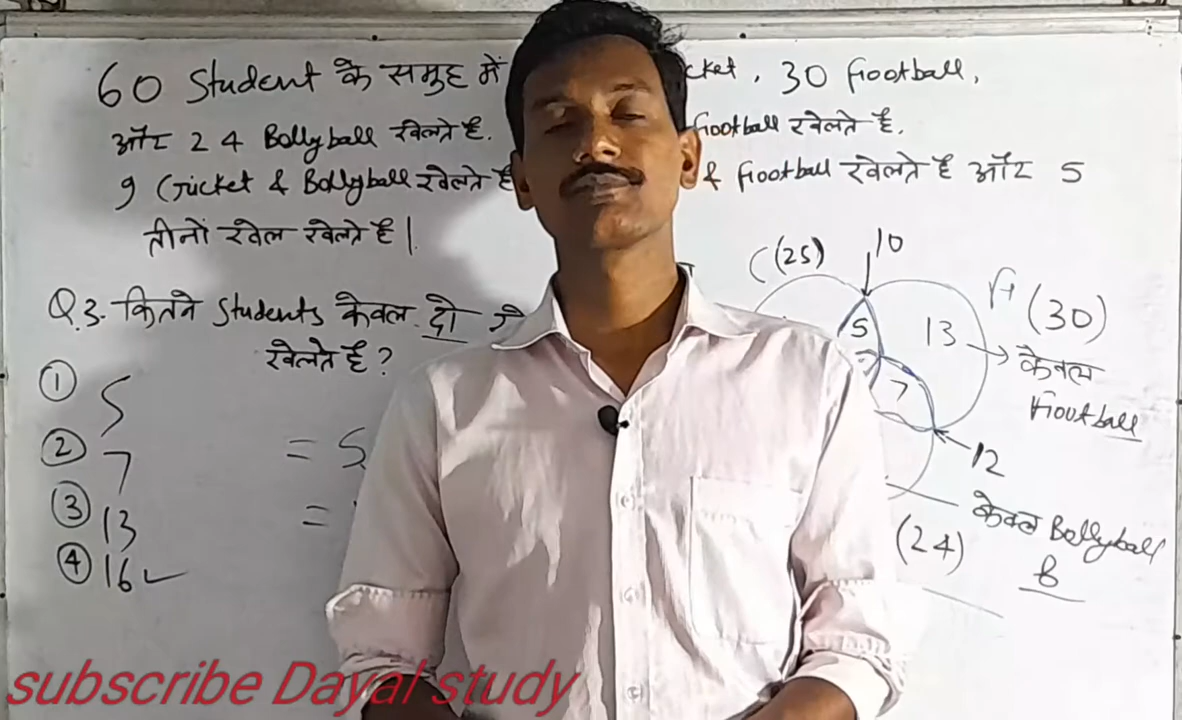 60 Student के समूह में cket, 30 football,
और 24 Bollyball खेलते है. football खेलते है.
9 Cricket & Bollyball खेलते है & football खेलते है और 5
तीनों खेल खेलते है |.
Q.3. कितने Students केवल दो
खेलते है ?
① 5
② 7
③ 13
④ 16 ✓
= 5
=
C (25)
10
5
13
7
(30)
केवल
Football
12
केवल Bollyball
(24)
subscribe Dayal study